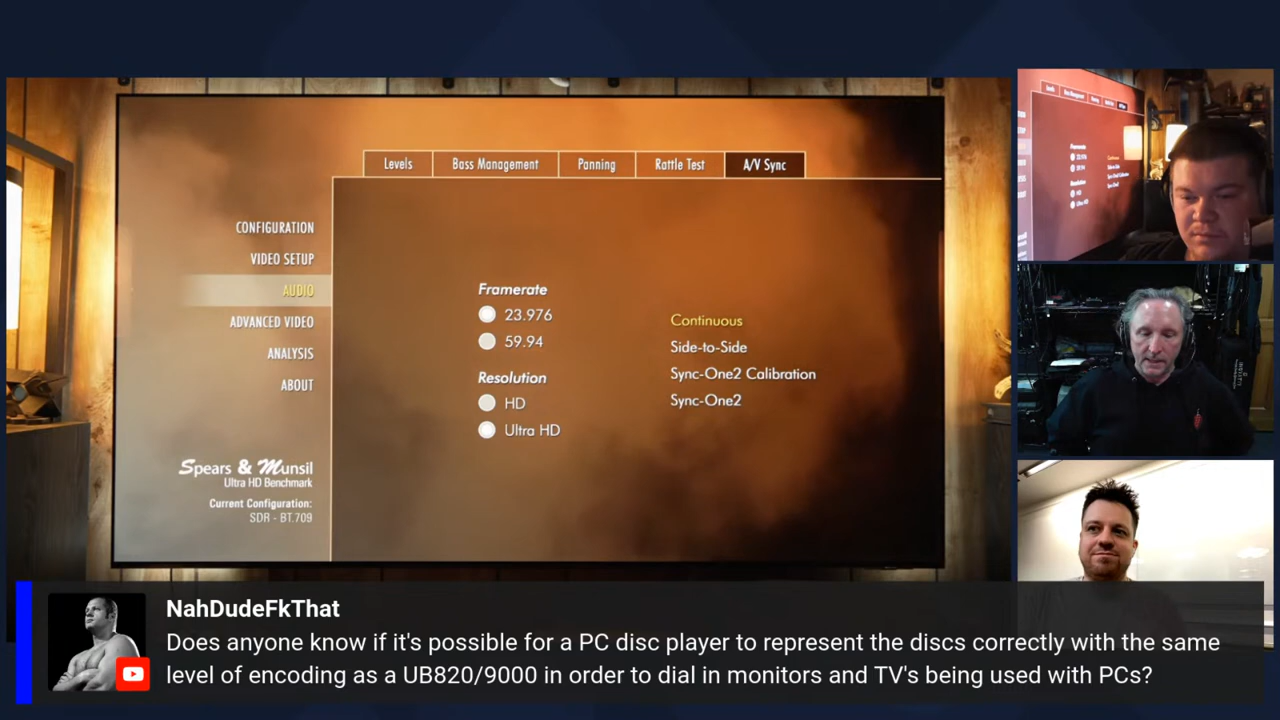 Levels
Bass Management
Panning
Rattle Test
A/V Sync
CONFIGURATION
VIDEO SETUP
AUDIO
ADVANCED VIDEO
ANALYSIS
ABOUT
Framerate
23.976
59.94
Resolution
HD
Ultra HD
Continuous
Side-to-Side
Sync-One2 Calibration
Sync-One2
Spears & Munsil
Ultra HD Benchmark
Current Configuration:
SDR - BT.709
NahDudeFkThat
Does anyone know if it's possible for a PC disc player to represent the discs correctly with the same
level of encoding as a UB820/9000 in order to dial in monitors and TV's being used with PCs?